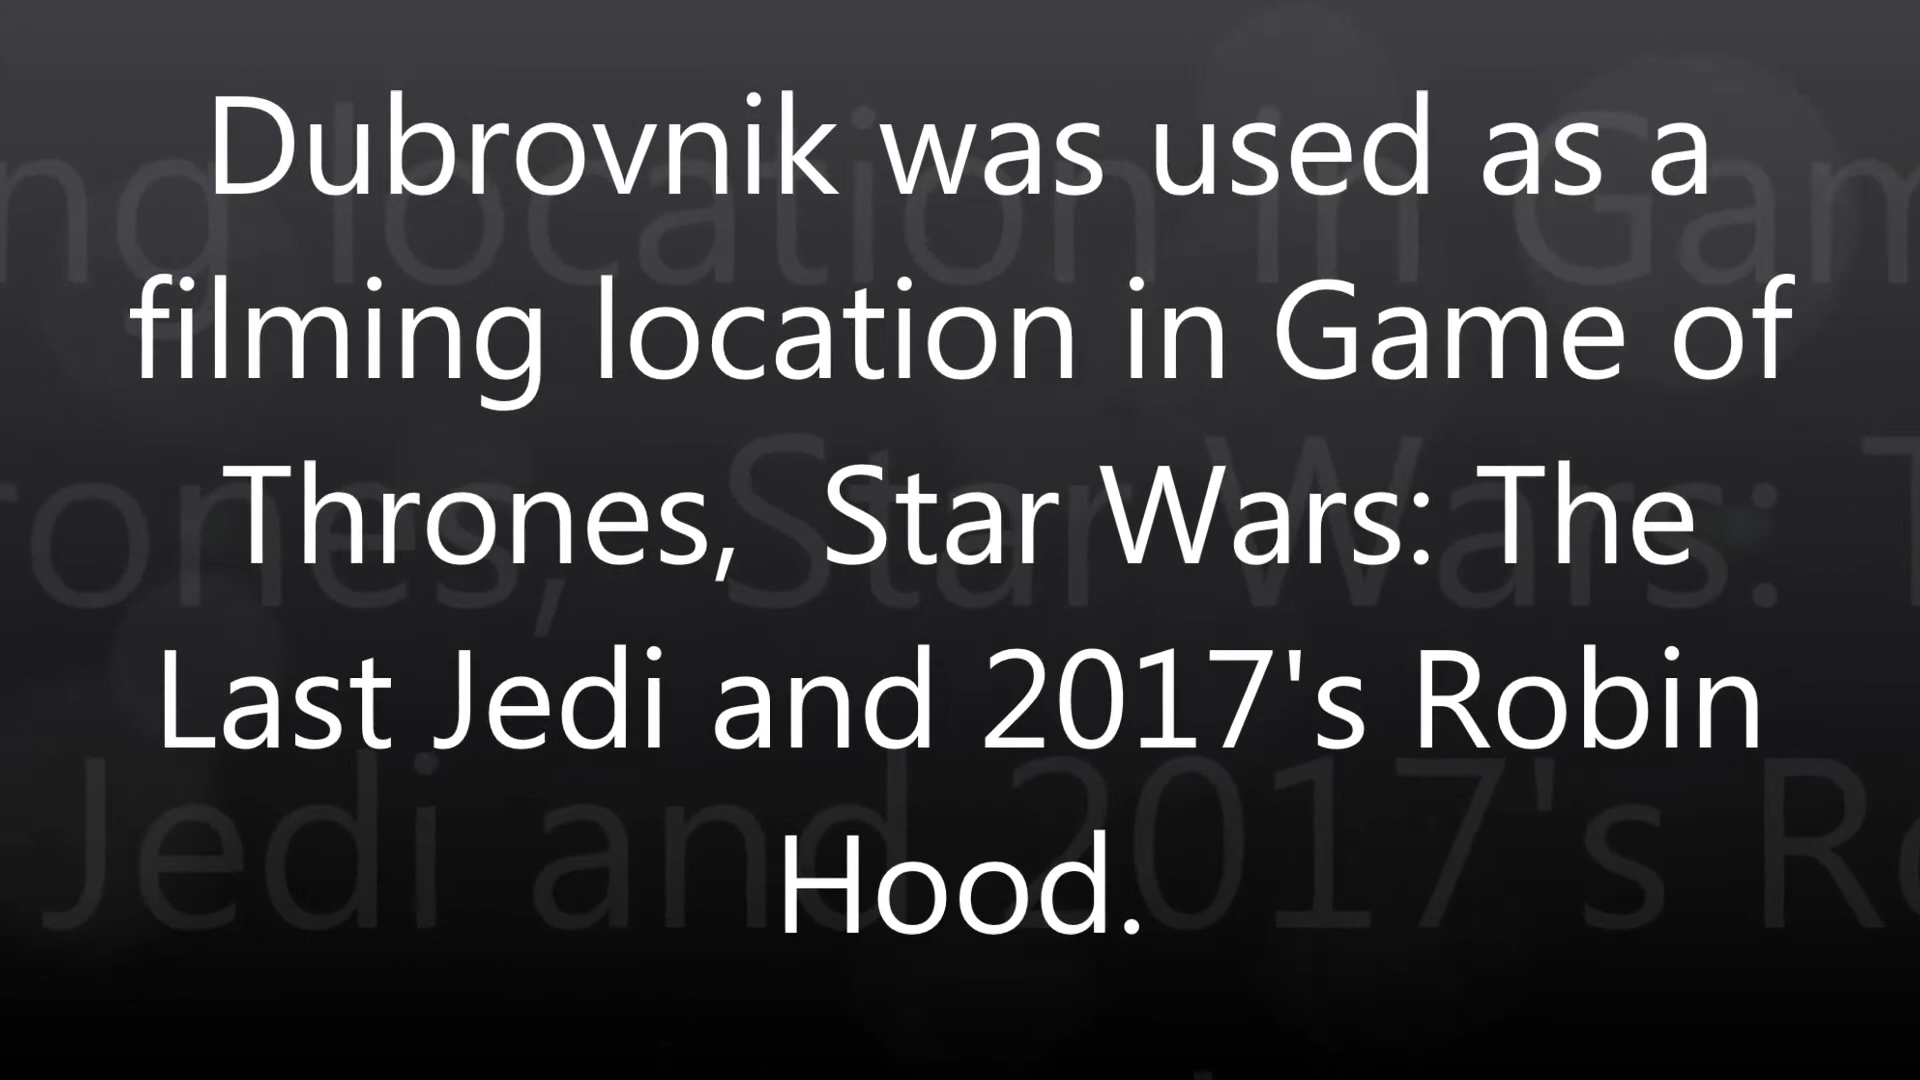 Dubrovnik was used as a
filming location in Game of
Thrones,  Star Wars: The
Last Jedi and 2017's Robin
Hood.